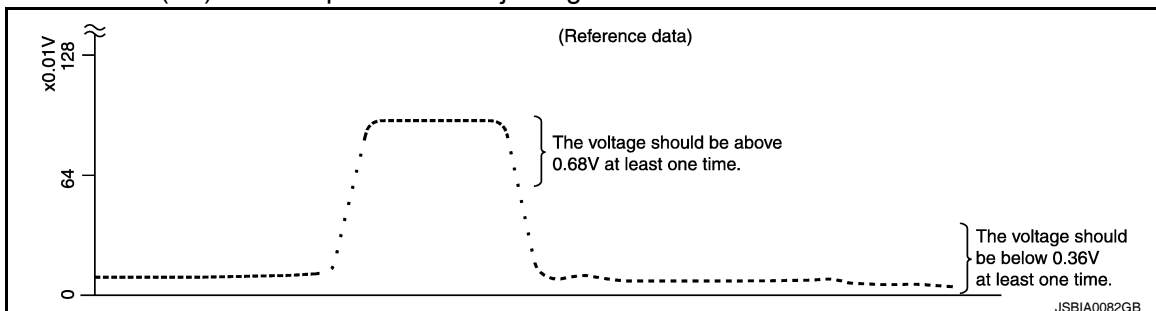 (Reference data)
x0.01V
128
64
0
The voltage should be above
0.68V at least one time.
The voltage should
be below 0.36V
at least one time.
JSBIA0082GB